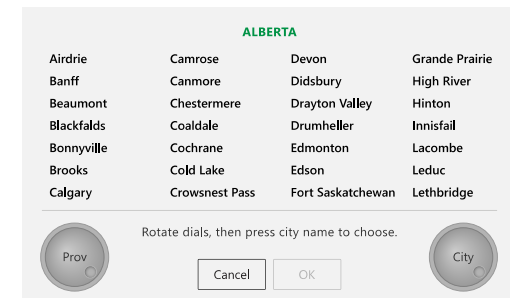 ALBERTA
Airdrie Camrose Devon Grande Prairie
Banff Canmore Didsbury High River
Beaumont Chestermere Drayton Valley Hinton
Blackfalds Coaldale Drumheller Innisfail
Bonnyville Cochrane Edmonton Lacombe
Brooks Cold Lake Edson Leduc
Calgary Crowsnest Pass Fort Saskatchewan Lethbridge
Rotate dials, then press city name to choose.
Prov City
Cancel OK